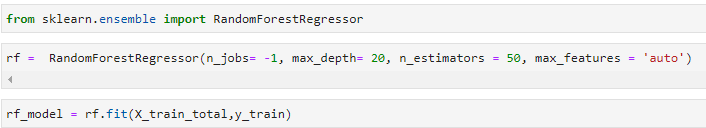 from sklearn.ensemble import RandomForestRegressor
rf =  RandomForestRegressor(n_jobs= -1, max_depth= 20, n_estimators = 50, max_features = 'auto')
rf_model = rf.fit(X_train_total,y_train)